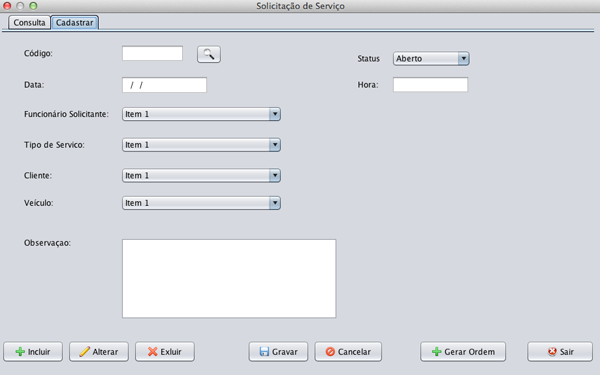 Solicitação de Serviço
Consulta Cadastrar
Código: Status Aberto
Data: / / Hora:
Funcionário Solicitante: Item 1
Tipo de Servico: Item 1
Cliente: Item 1
Veículo: Item 1
Observaçao:
Incluir Alterar Exluir Gravar Cancelar Gerar Ordem Sair